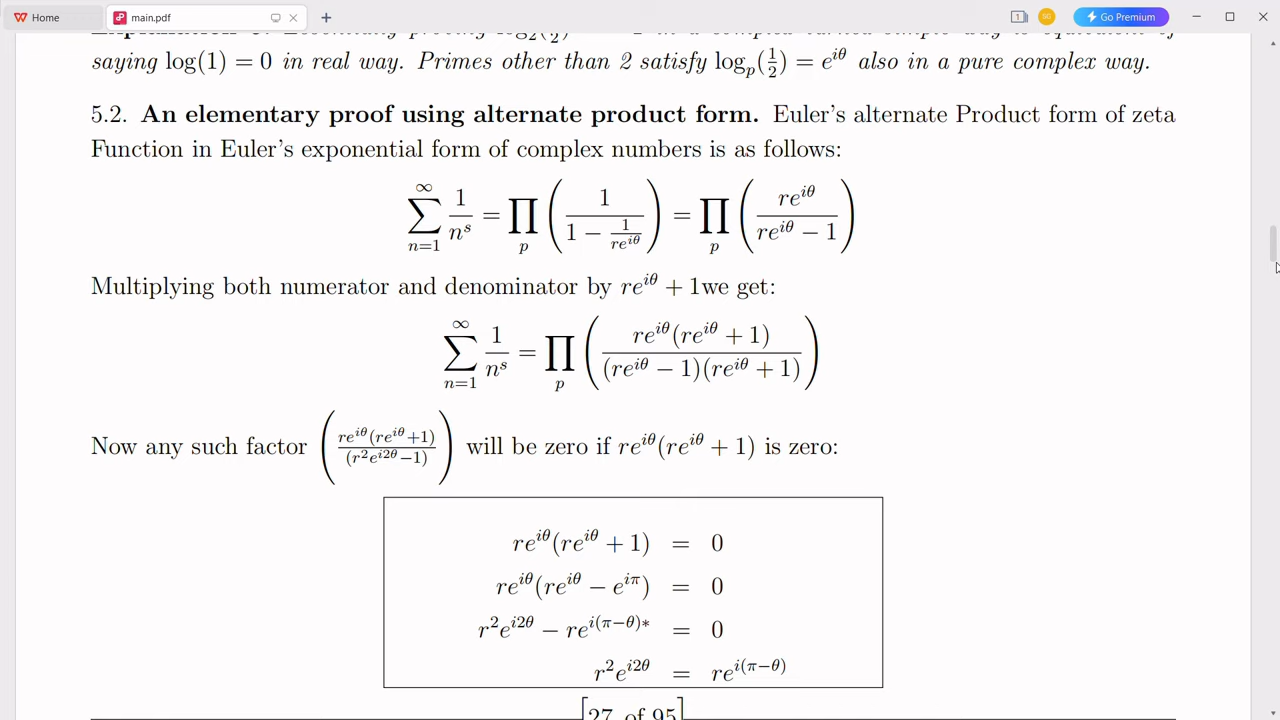 Home
main.pdf
1
SG
Go Premium
saying log(1) = 0 in real way. Primes other than 2 satisfy log_p(1/2) = e^{iθ} also in a pure complex way.
5.2. An elementary proof using alternate product form. Euler's alternate Product form of zeta
Function in Euler's exponential form of complex numbers is as follows:
∑_{n=1}^{∞} 1/n^s = ∏_p (1/(1 − 1/(re^{iθ}))) = ∏_p (re^{iθ}/(re^{iθ} − 1))
Multiplying both numerator and denominator by re^{iθ} + 1we get:
∑_{n=1}^{∞} 1/n^s = ∏_p (re^{iθ}(re^{iθ} + 1)/((re^{iθ} − 1)(re^{iθ} + 1)))
Now any such factor (re^{iθ}(re^{iθ}+1)/(r^2e^{i2θ}−1)) will be zero if re^{iθ}(re^{iθ} + 1) is zero:
re^{iθ}(re^{iθ} + 1) = 0
re^{iθ}(re^{iθ} − e^{iπ}) = 0
r^2e^{i2θ} − re^{i(π−θ)*} = 0
r^2e^{i2θ} = re^{i(π−θ)}
[27 of 95]